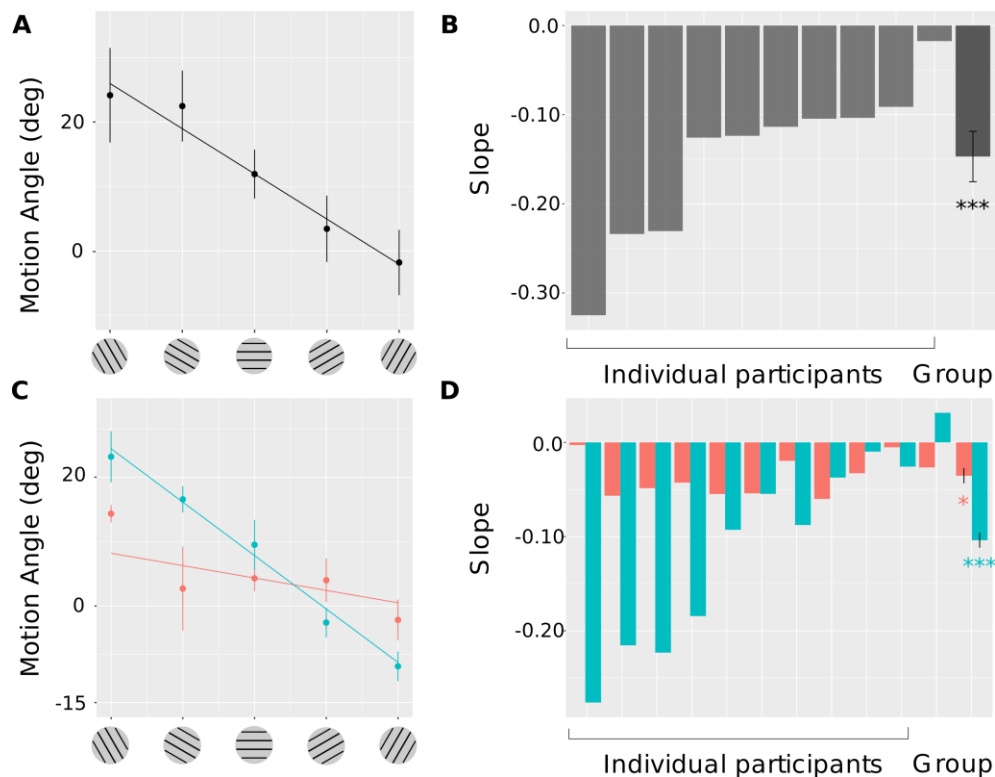 A
Motion Angle (deg)
20
0
B
Slope
0.0
-0.10
-0.20
-0.30
***
Individual participants
Group
C
Motion Angle (deg)
20
0
-15
D
Slope
0.0
-0.10
-0.20
*
***
Individual participants
Group